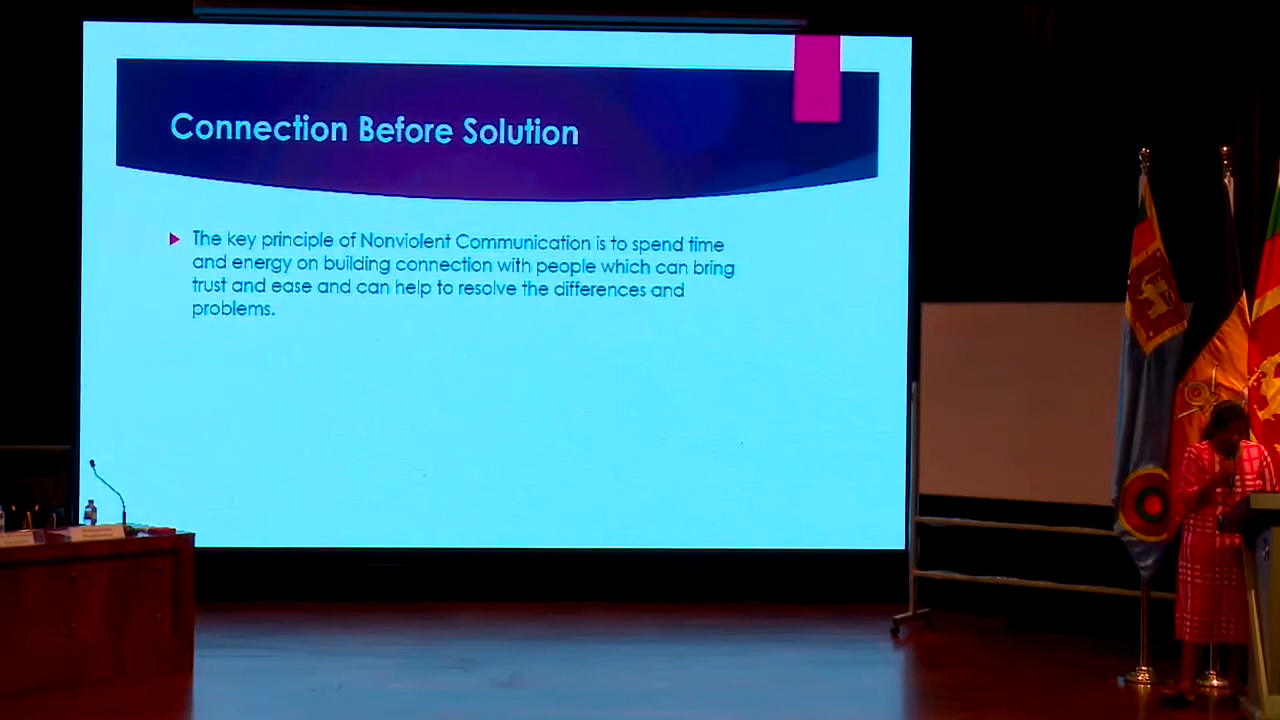 Connection Before Solution
The key principle of Nonviolent Communication is to spend time
and energy on building connection with people which can bring
trust and ease and can help to resolve the differences and
problems.